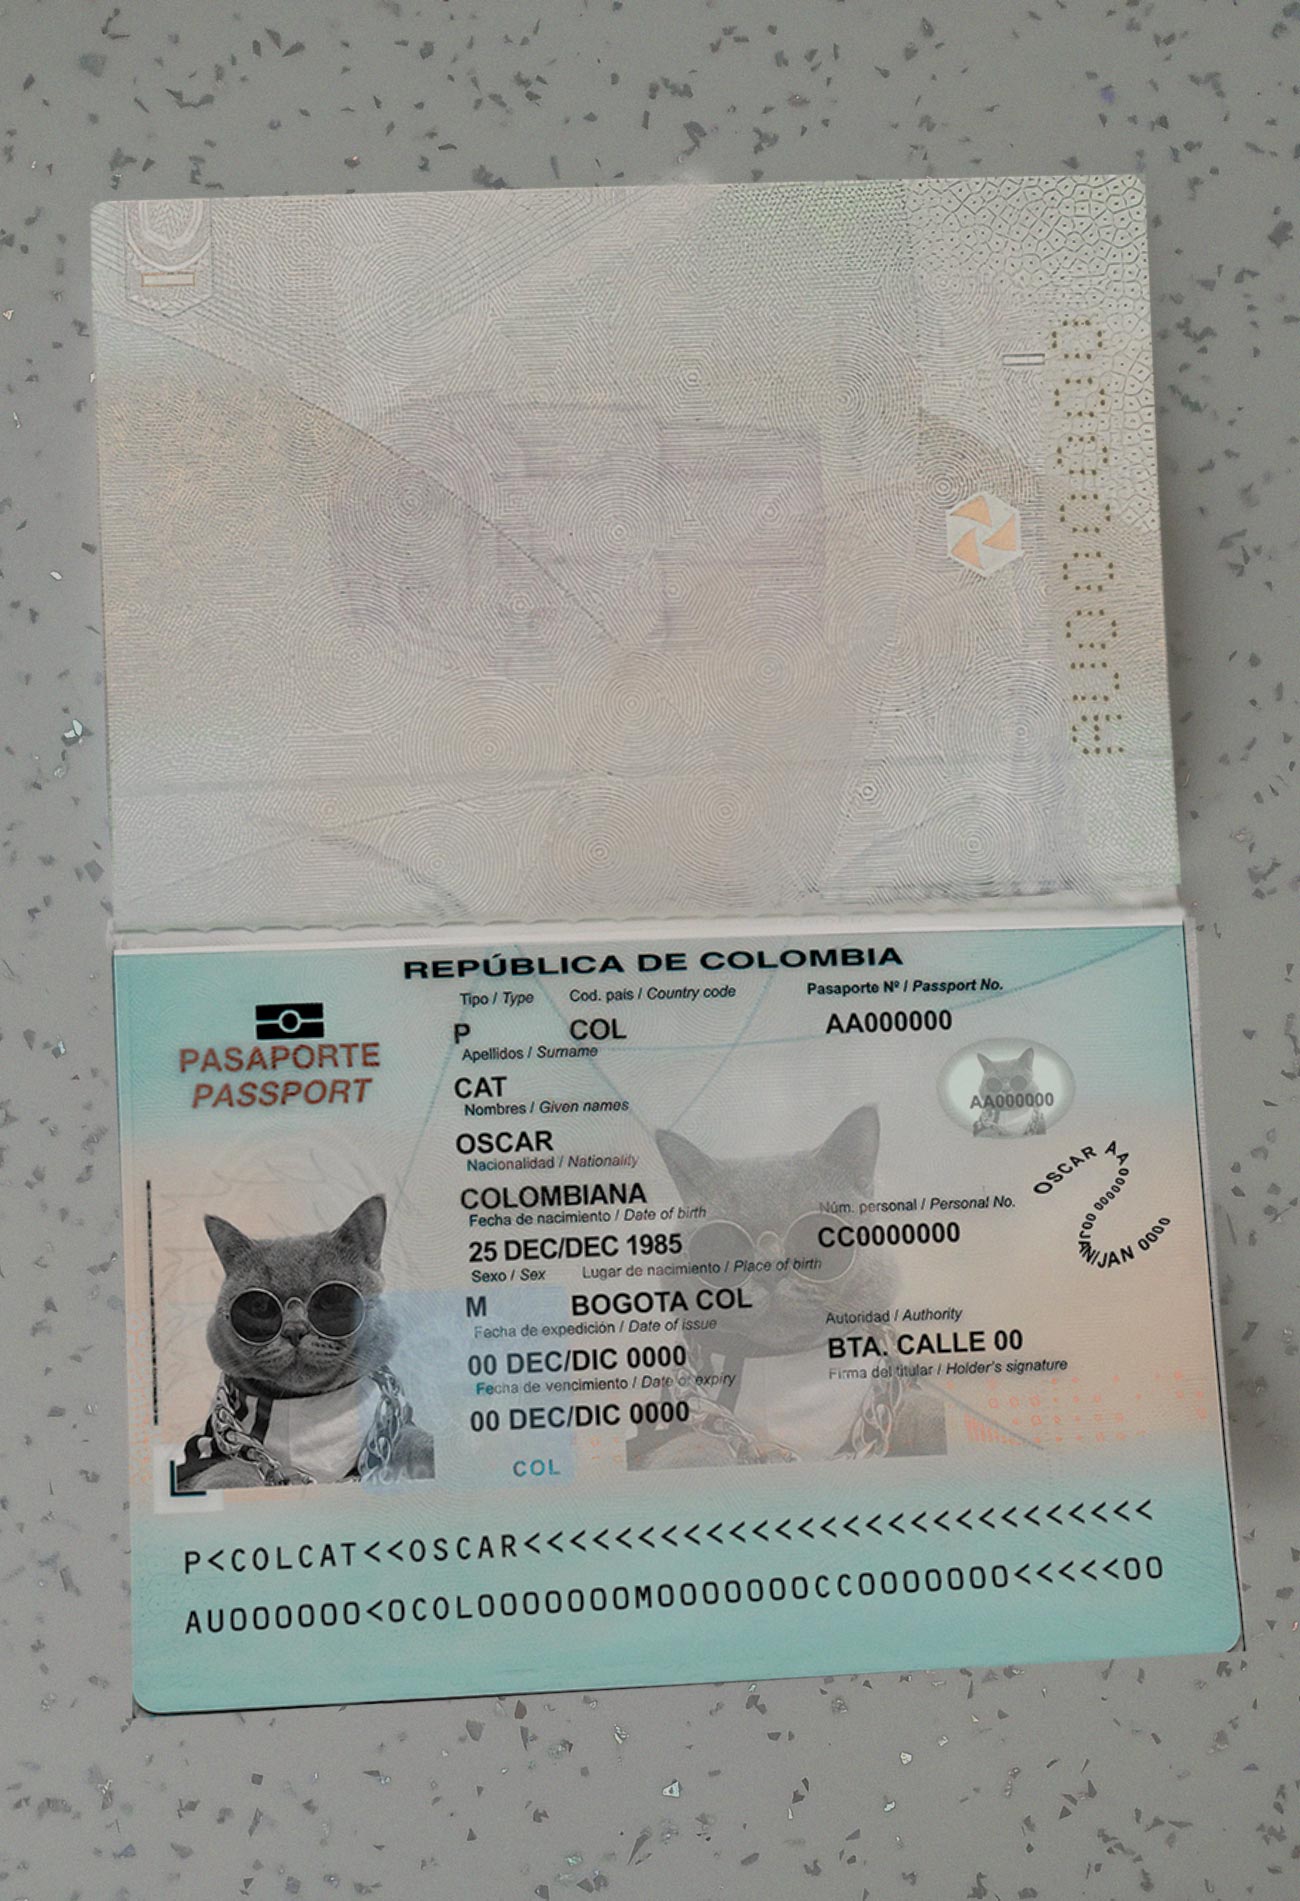 REPÚBLICA DE COLOMBIA
Tipo / Type Cod. país / Country code Pasaporte Nº / Passport No.
P COL AA000000
PASAPORTE
PASSPORT
Apellidos / Surname
CAT
Nombres / Given names
OSCAR
Nacionalidad / Nationality
COLOMBIANA
AA000000
Fecha de nacimiento / Date of birth Núm. personal / Personal No.
25 DEC/DEC 1985 CC0000000
Sexo / Sex Lugar de nacimiento / Place of birth
M BOGOTA COL
Fecha de expedición / Date of issue Autoridad / Authority
00 DEC/DIC 0000 BTA. CALLE 00
Fecha de vencimiento / Date of expiry Firma del titular / Holder's signature
00 DEC/DIC 0000
COL
P<COLCAT<<OSCAR<<<<<<<<<<<<<<<<<<<<<<<<<<<<
AU000000<0COL0000000M0000000CC0000000<<<<<00